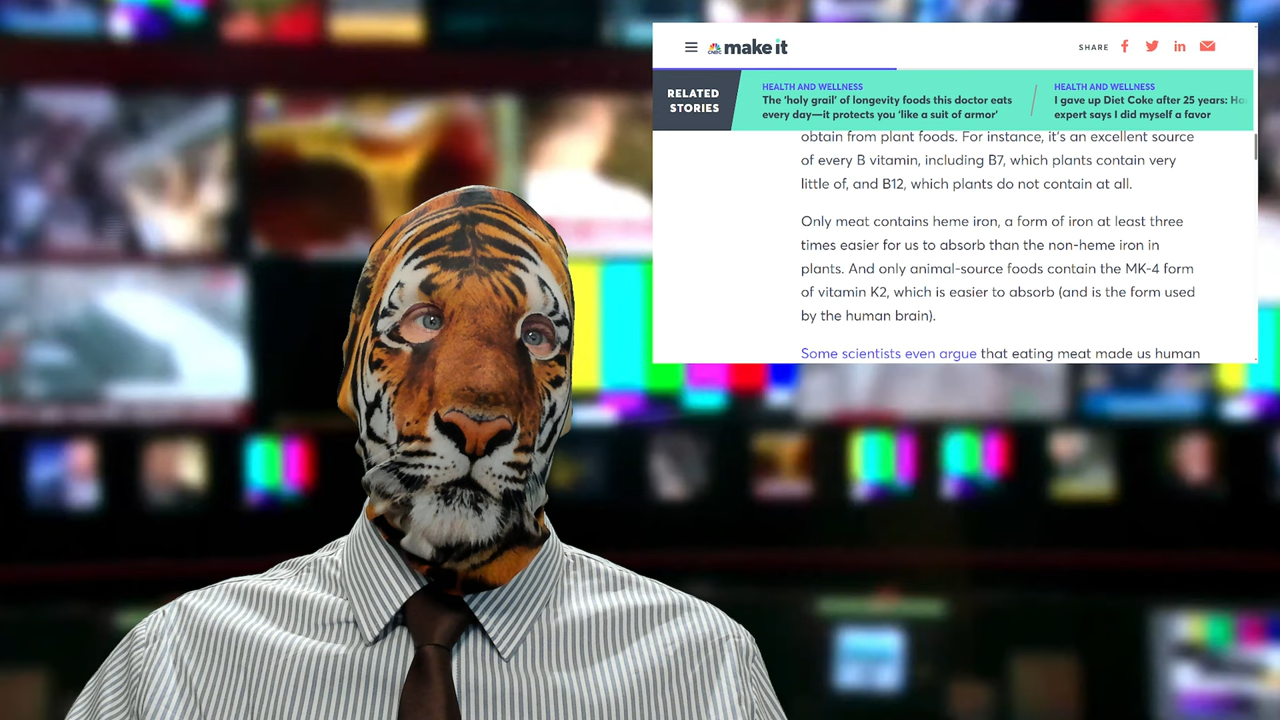 CNBC make it
SHARE
RELATED
STORIES
HEALTH AND WELLNESS
The ‘holy grail’ of longevity foods this doctor eats
every day—it protects you ‘like a suit of armor’
HEALTH AND WELLNESS
I gave up Diet Coke after 25 years:
expert says I did myself a favor
obtain from plant foods. For instance, it's an excellent source
of every B vitamin, including B7, which plants contain very
little of, and B12, which plants do not contain at all.
Only meat contains heme iron, a form of iron at least three
times easier for us to absorb than the non-heme iron in
plants. And only animal-source foods contain the MK-4 form
of vitamin K2, which is easier to absorb (and is the form used
by the human brain).
Some scientists even argue that eating meat made us human